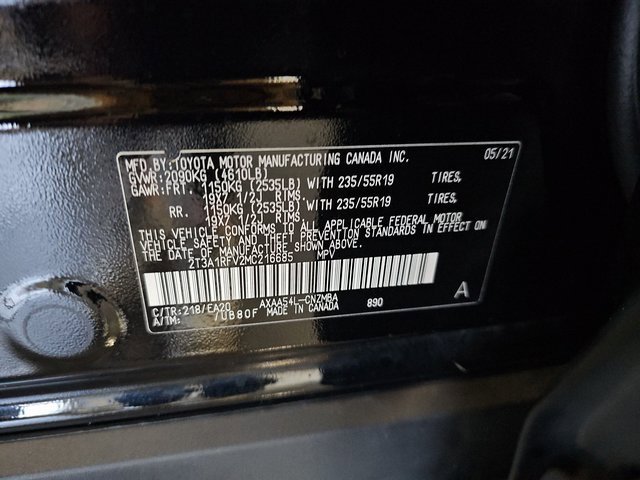 MFD. BY: TOYOTA MOTOR MANUFACTURING CANADA INC. 05/21
GVWR: 2090KG (4610LB)
GAWR: FRT. 1150KG (2535LB) WITH 235/55R19 TIRES,
19X7 1/2J RIMS.
RR. 1150KG (2535LB) WITH 235/55R19 TIRES,
19X7 1/2J RIMS.
THIS VEHICLE CONFORMS TO ALL APPLICABLE FEDERAL MOTOR
VEHICLE SAFETY AND THEFT PREVENTION STANDARDS IN EFFECT ON THE DATE
OF MANUFACTURE SHOWN ABOVE.
2T3A1RFV2MC216685 MPV
C/TR: 218/EA20 AXAA54L-CNZMBA 890 A
A/TM: /UB80F MADE IN CANADA